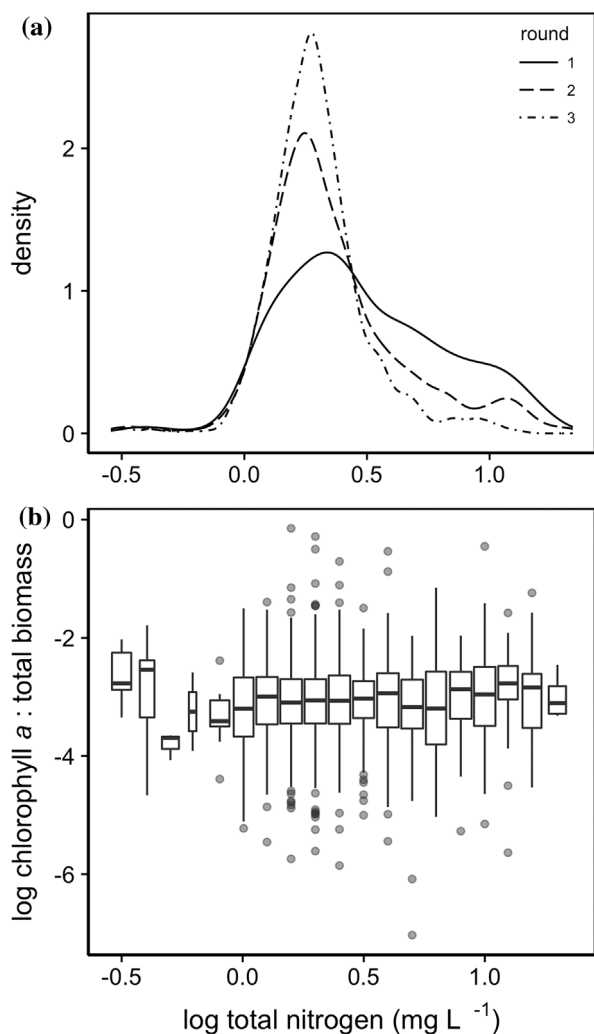 (a)
round
1
2
3
density
2
1
0
-0.5 0.0 0.5 1.0
(b)
log chlorophyll a : total biomass
0
-2
-4
-6
-0.5 0.0 0.5 1.0
log total nitrogen (mg L ⁻¹)